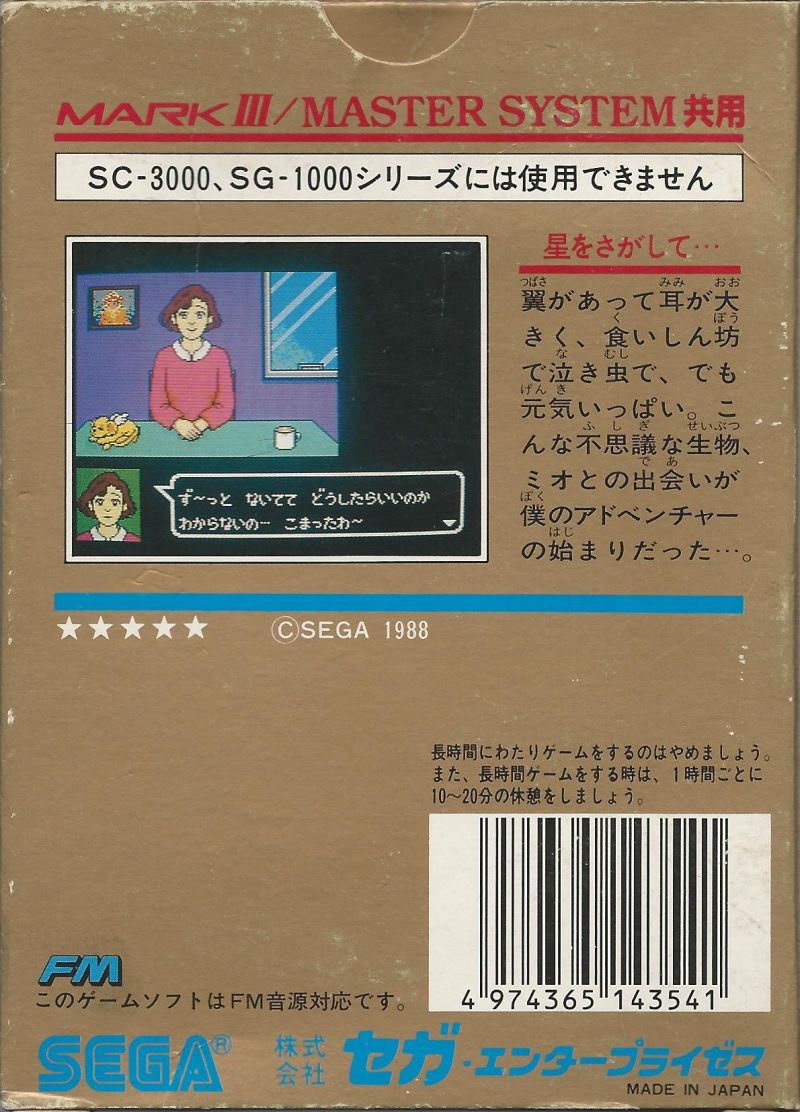 MARK III/MASTER SYSTEM共用
SC-3000、SG-1000シリーズには使用できません
星をさがして…
翼があって耳が大
きく、食いしん坊
で泣き虫で、でも
元気いっぱい。こ
んな不思議な生物、
ミオとの出会いが
僕のアドベンチャー
の始まりだった…。
ず〜っと ないてて どうしたらいいのか
わからないの… こまったわ〜
★★★★★ ©SEGA 1988
長時間にわたりゲームをするのはやめましょう。
また、長時間ゲームをする時は、1時間ごとに
10〜20分の休憩をしましょう。
4 974365 143541
FM
このゲームソフトはFM音源対応です。
SEGA® 株式会社 セガ・エンタープライゼス
MADE IN JAPAN